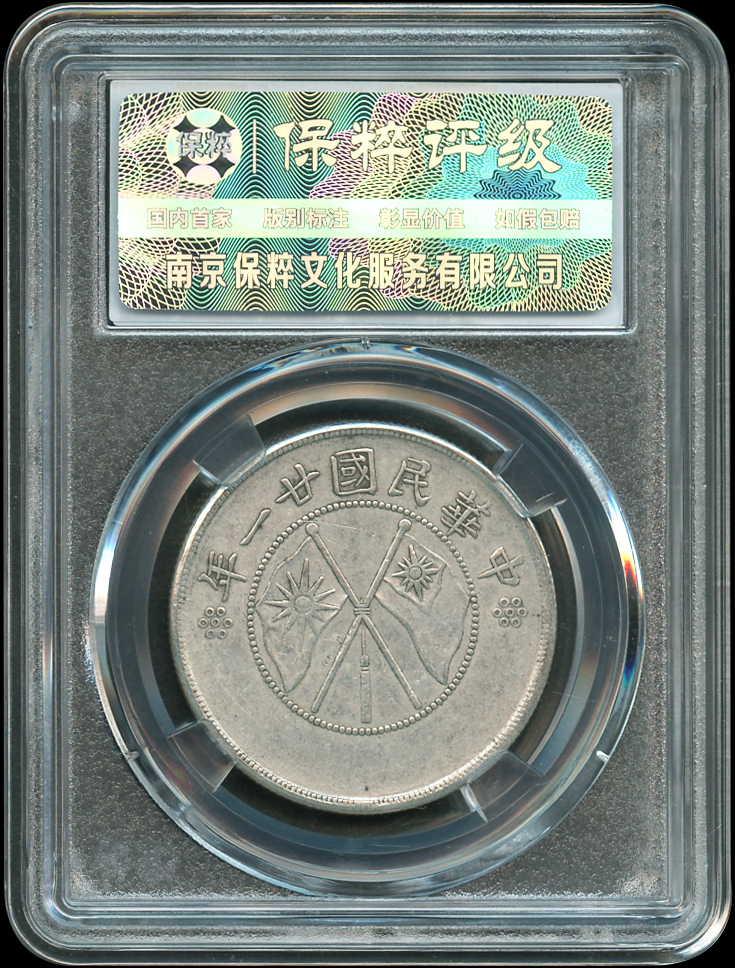 保粹 保粹评级
国内首家 版别标注 彰显价值 如假包赔
南京保粹文化服务有限公司
年一廿國民華中